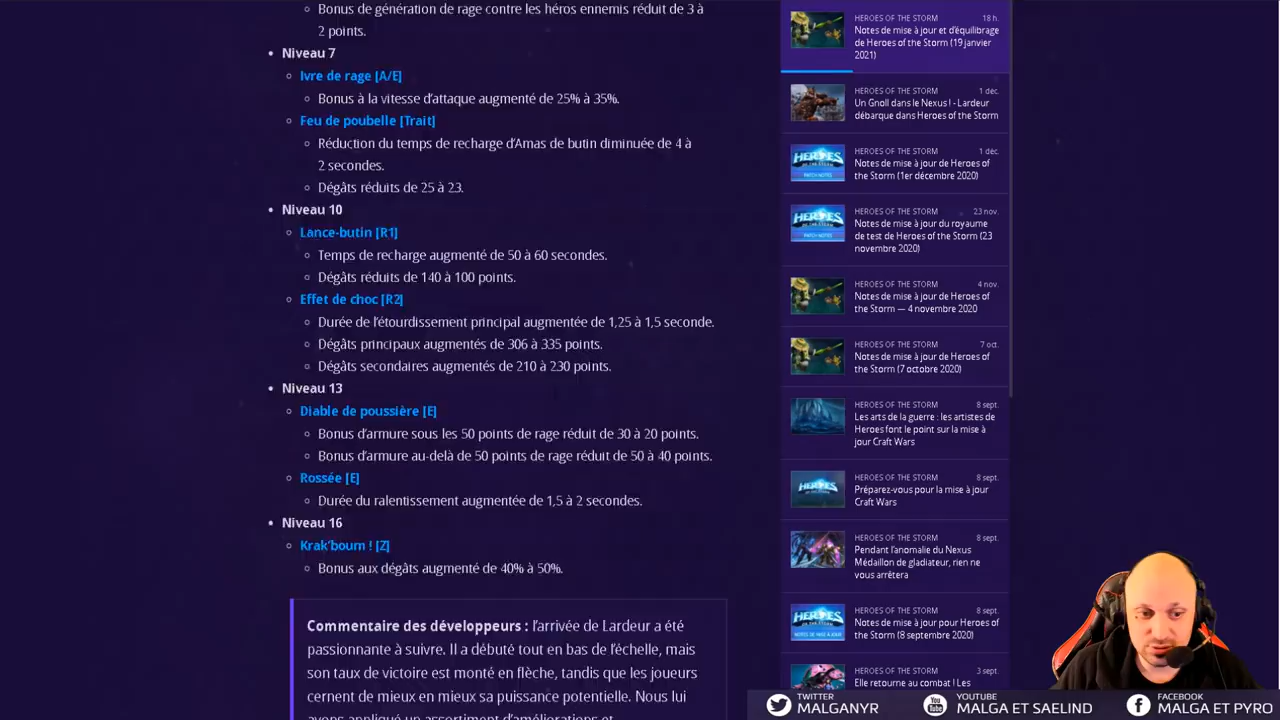 Bonus de génération de rage contre les héros ennemis réduit de 3 à
2 points.
Niveau 7
Ivre de rage [A/E]
Bonus à la vitesse d’attaque augmenté de 25% à 35%.
Feu de poubelle [Trait]
Réduction du temps de recharge d’Amas de butin diminuée de 4 à
2 secondes.
Dégâts réduits de 25 à 23.
Niveau 10
Lance-butin [R1]
Temps de recharge augmenté de 50 à 60 secondes.
Dégâts réduits de 140 à 100 points.
Effet de choc [R2]
Durée de l’étourdissement principal augmentée de 1,25 à 1,5 seconde.
Dégâts principaux augmentés de 306 à 335 points.
Dégâts secondaires augmentés de 210 à 230 points.
Niveau 13
Diable de poussière [E]
Bonus d’armure sous les 50 points de rage réduit de 30 à 20 points.
Bonus d’armure au-delà de 50 points de rage réduit de 50 à 40 points.
Rossée [E]
Durée du ralentissement augmentée de 1,5 à 2 secondes.
Niveau 16
Krak’boum ! [Z]
Bonus aux dégâts augmenté de 40% à 50%.
Commentaire des développeurs : l’arrivée de Lardeur a été
passionnante à suivre. Il a débuté tout en bas de l’échelle, mais
son taux de victoire est monté en flèche, tandis que les joueurs
cernent de mieux en mieux sa puissance potentielle. Nous lui
avons appliqué un assortiment d’améliorations et
HEROES OF THE STORM 18 h.
Notes de mise à jour et d’équilibrage
de Heroes of the Storm (19 janvier
2021)
HEROES OF THE STORM 1 déc.
Un Gnoll dans le Nexus ! - Lardeur
débarque dans Heroes of the Storm
HEROES OF THE STORM 1 déc.
Notes de mise à jour de Heroes of
the Storm (1er décembre 2020)
HEROES OF THE STORM 23 nov.
Notes de mise à jour du royaume
de test de Heroes of the Storm (23
novembre 2020)
HEROES OF THE STORM 4 nov.
Notes de mise à jour de Heroes of
the Storm — 4 novembre 2020
HEROES OF THE STORM 7 oct.
Notes de mise à jour de Heroes of
the Storm (7 octobre 2020)
HEROES OF THE STORM 8 sept.
Les arts de la guerre : les artistes de
Heroes font le point sur la mise à
jour Craft Wars
HEROES OF THE STORM 8 sept.
Préparez-vous pour la mise à jour
Craft Wars
HEROES OF THE STORM 8 sept.
Pendant l’anomalie du Nexus
Médaillon de gladiateur, rien ne
vous arrêtera
HEROES OF THE STORM 8 sept.
Notes de mise à jour pour Heroes of
the Storm (8 septembre 2020)
HEROES OF THE STORM 3 sept.
Elle retourne au combat ! Les
TWITTER
MALGANYR
YOUTUBE
MALGA ET SAELIND
FACEBOOK
MALGA ET PYRO